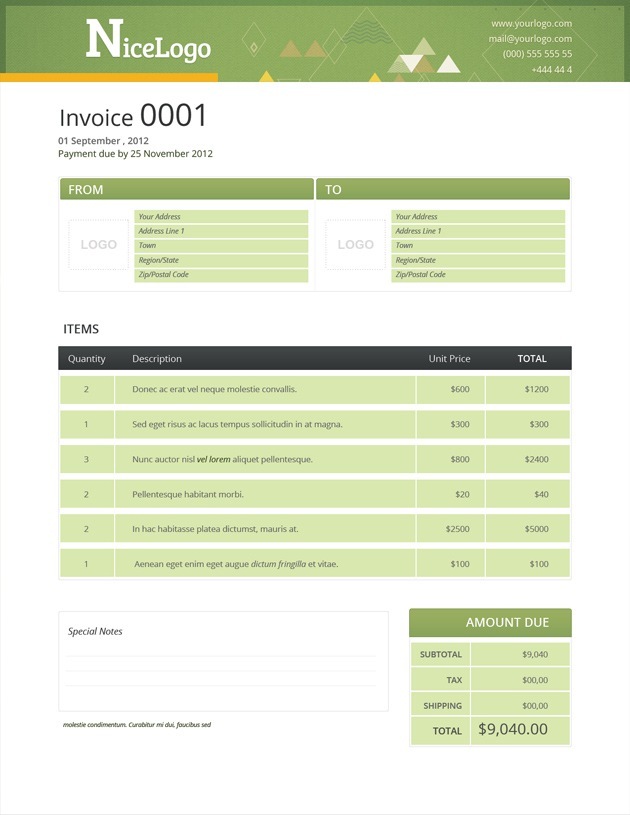 NiceLogo
www.yourlogo.com
mail@yourlogo.com
(000) 555 555 55
+444 44 4
Invoice 0001
01 September , 2012
Payment due by 25 November 2012
FROM
LOGO
Your Address
Address Line 1
Town
Region/State
Zip/Postal Code
TO
LOGO
Your Address
Address Line 1
Town
Region/State
Zip/Postal Code
ITEMS
Quantity Description Unit Price TOTAL
2 Donec ac erat vel neque molestie convallis. $600 $1200
1 Sed eget risus ac lacus tempus sollicitudin in at magna. $300 $300
3 Nunc auctor nisl vel lorem aliquet pellentesque. $800 $2400
2 Pellentesque habitant morbi. $20 $40
2 In hac habitasse platea dictumst, mauris at. $2500 $5000
1 Aenean eget enim eget augue dictum fringilla et vitae. $100 $100
Special Notes
molestie condimentum. Curabitur mi dui, faucibus sed
AMOUNT DUE
SUBTOTAL $9,040
TAX $00,00
SHIPPING $00,00
TOTAL $9,040.00